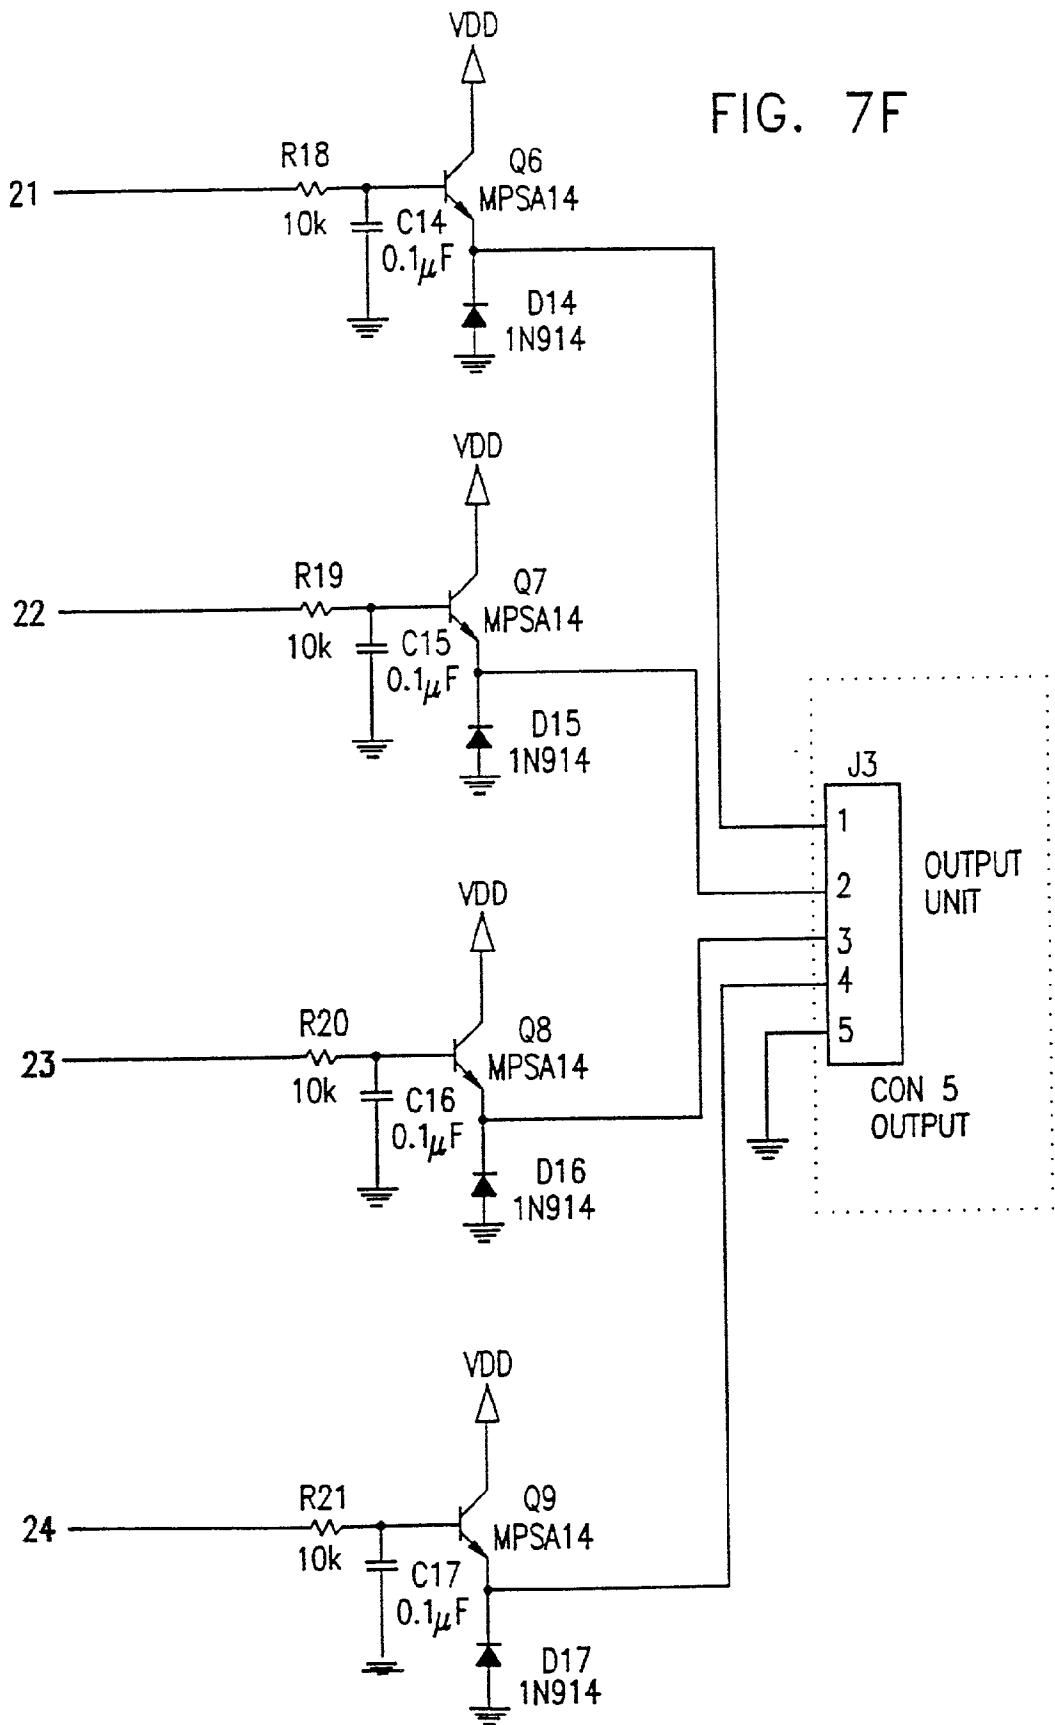 VDD
FIG. 7F
R18
Q6
21
MPSA14
10k
C14
0.1μF
D14
1N914
VDD
R19
Q7
22
MPSA14
10k
C15
0.1μF
D15
1N914
J3
1
OUTPUT
UNIT
2
3
4
5
CON 5
OUTPUT
VDD
R20
Q8
23
MPSA14
10k
C16
0.1μF
D16
1N914
VDD
R21
Q9
24
MPSA14
10k
C17
0.1μF
D17
1N914